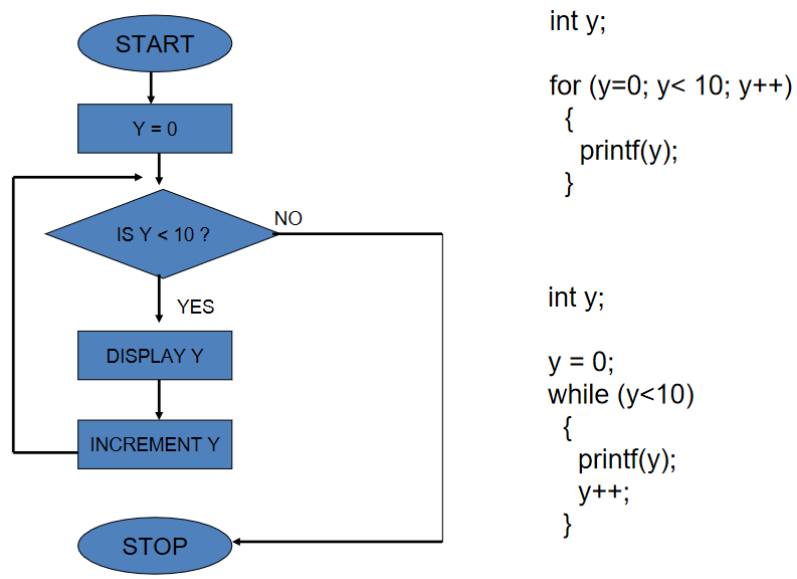 START
Y = 0
IS Y < 10 ?
NO
YES
DISPLAY Y
INCREMENT Y
STOP
int y;
for (y=0; y< 10; y++)
{
printf(y);
}
int y;
y = 0;
while (y<10)
{
printf(y);
y++;
}